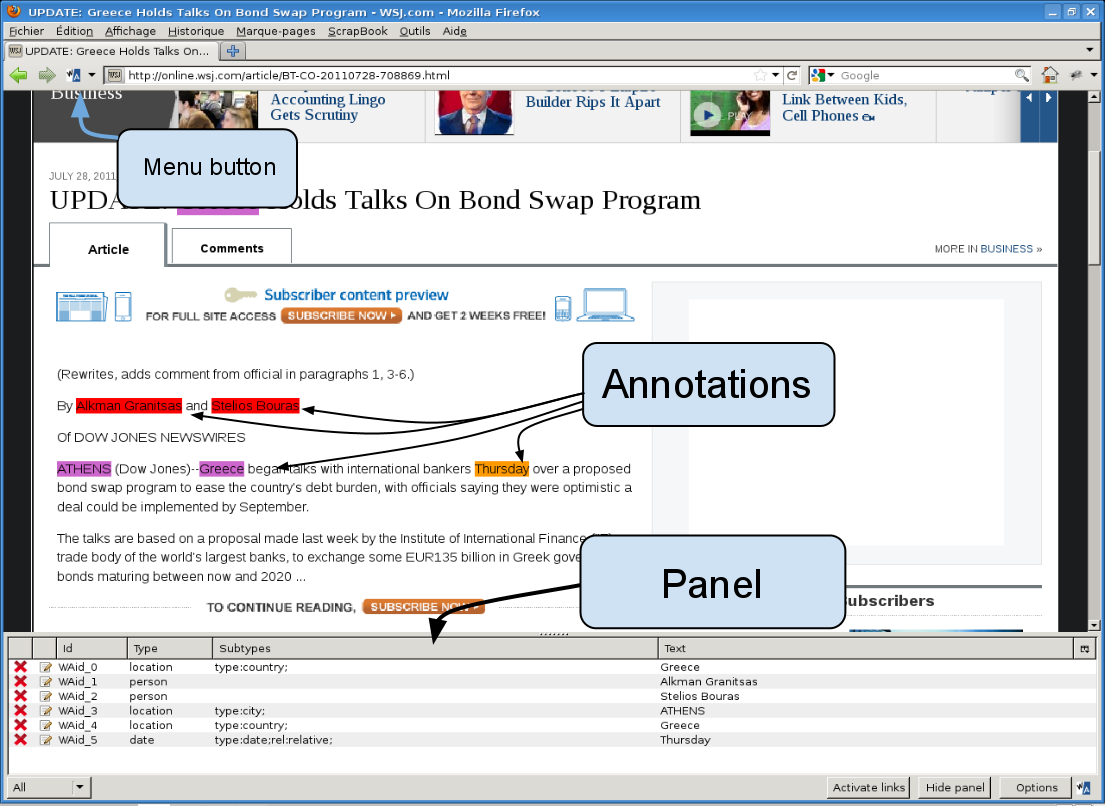 UPDATE: Greece Holds Talks On Bond Swap Program - WSJ.com - Mozilla Firefox
Fichier Édition Affichage Historique Marque-pages ScrapBook Outils Aide
WSJ UPDATE: Greece Holds Talks On...
WSJ http://online.wsj.com/article/BT-CO-20110728-708869.html Google
Business
Accounting Lingo
Gets Scrutiny
Builder Rips It Apart
PLAY
Link Between Kids,
Cell Phones
Menu button
JULY 28, 2011
UPDATE: Greece Holds Talks On Bond Swap Program
Article Comments
MORE IN BUSINESS »
Subscriber content preview
FOR FULL SITE ACCESS SUBSCRIBE NOW AND GET 2 WEEKS FREE!
(Rewrites, adds comment from official in paragraphs 1, 3-6.)
Annotations
By Alkman Granitsas and Stelios Bouras
Of DOW JONES NEWSWIRES
ATHENS (Dow Jones)--Greece began talks with international bankers Thursday over a proposed
bond swap program to ease the country's debt burden, with officials saying they were optimistic a
deal could be implemented by September.
The talks are based on a proposal made last week by the Institute of International Finance
trade body of the world's largest banks, to exchange some EUR135 billion in Greek gove
bonds maturing between now and 2020 ...
Panel
TO CONTINUE READING, SUBSCRIBE NOW
ubscribers
Id Type Subtypes Text
WAid_0 location type:country; Greece
WAid_1 person Alkman Granitsas
WAid_2 person Stelios Bouras
WAid_3 location type:city; ATHENS
WAid_4 location type:country; Greece
WAid_5 date type:date;rel:relative; Thursday
All Activate links Hide panel Options